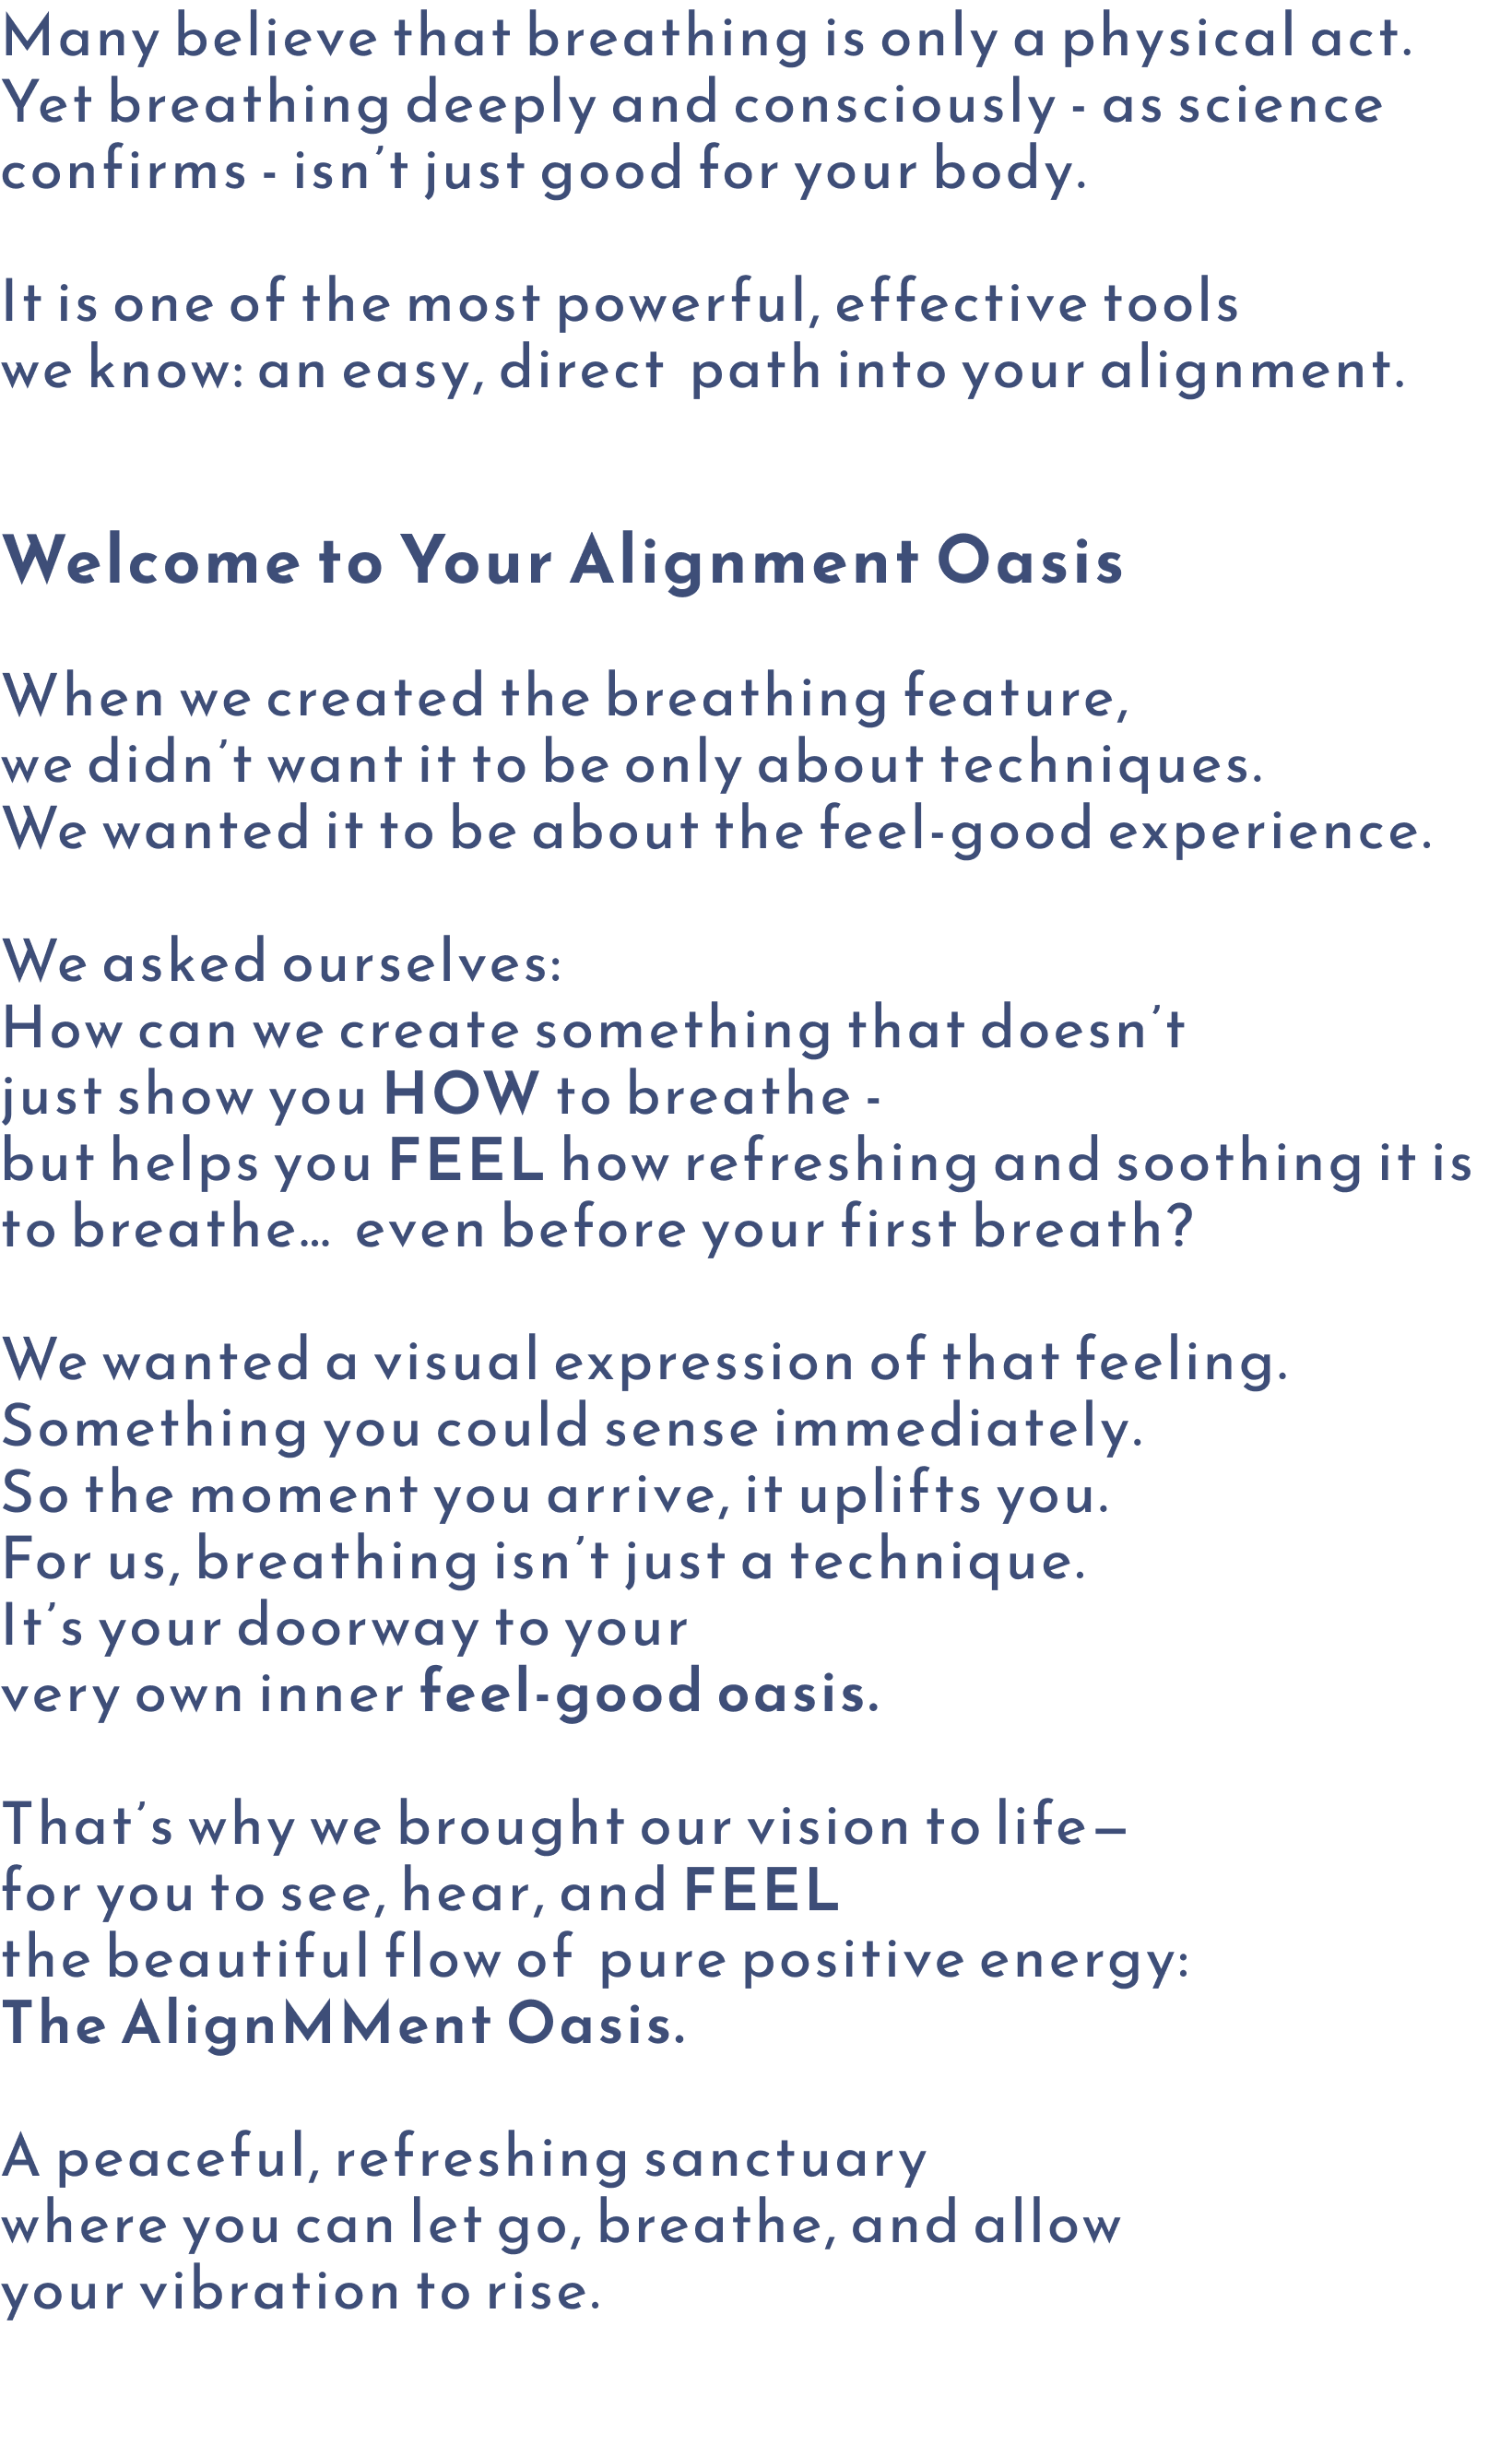 Many believe that breathing is only a physical act.
Yet breathing deeply and consciously - as science
confirms - isn’t just good for your body.
It is one of the most powerful, effective tools
we know: an easy, direct  path into your alignment.
Welcome to Your Alignment Oasis
When we created the breathing feature,
we didn’t want it to be only about techniques.
We wanted it to be about the feel-good experience.
We asked ourselves:
How can we create something that doesn’t
just show you HOW to breathe -
but helps you FEEL how refreshing and soothing it is
to breathe...  even before your first breath?
We wanted a visual expression of that feeling.
Something you could sense immediately.
So the moment you arrive, it uplifts you.
For us, breathing isn’t just a technique.
It’s your doorway to your
very own inner feel-good oasis.
That’s why we brought our vision to life—
for you to see, hear, and FEEL
the beautiful flow of  pure positive energy:
The AlignMMent Oasis.
A peaceful, refreshing sanctuary
where you can let go, breathe, and allow
your vibration to rise.